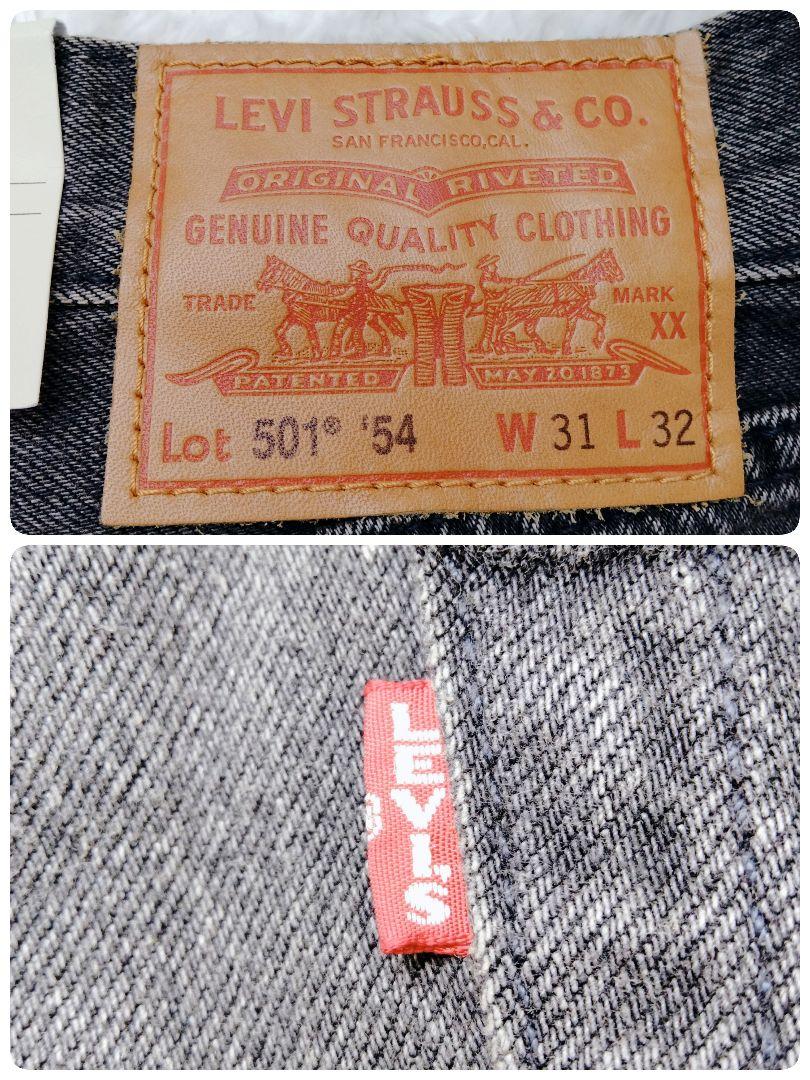 LEVI STRAUSS & CO.
SAN FRANCISCO, CAL.
ORIGINAL RIVETED
GENUINE QUALITY CLOTHING
TRADE MARK
XX
PATENTED MAY 20 1873
Lot 501® '54 W 31 L 32
LEVI'S
®